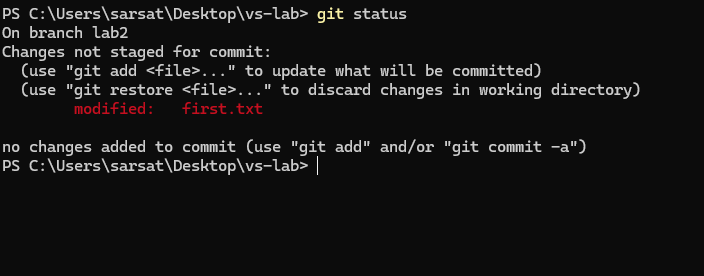 PS C:\Users\sarsat\Desktop\vs-lab> git status
On branch lab2
Changes not staged for commit:
  (use "git add <file>..." to update what will be committed)
  (use "git restore <file>..." to discard changes in working directory)
        modified:   first.txt

no changes added to commit (use "git add" and/or "git commit -a")
PS C:\Users\sarsat\Desktop\vs-lab>